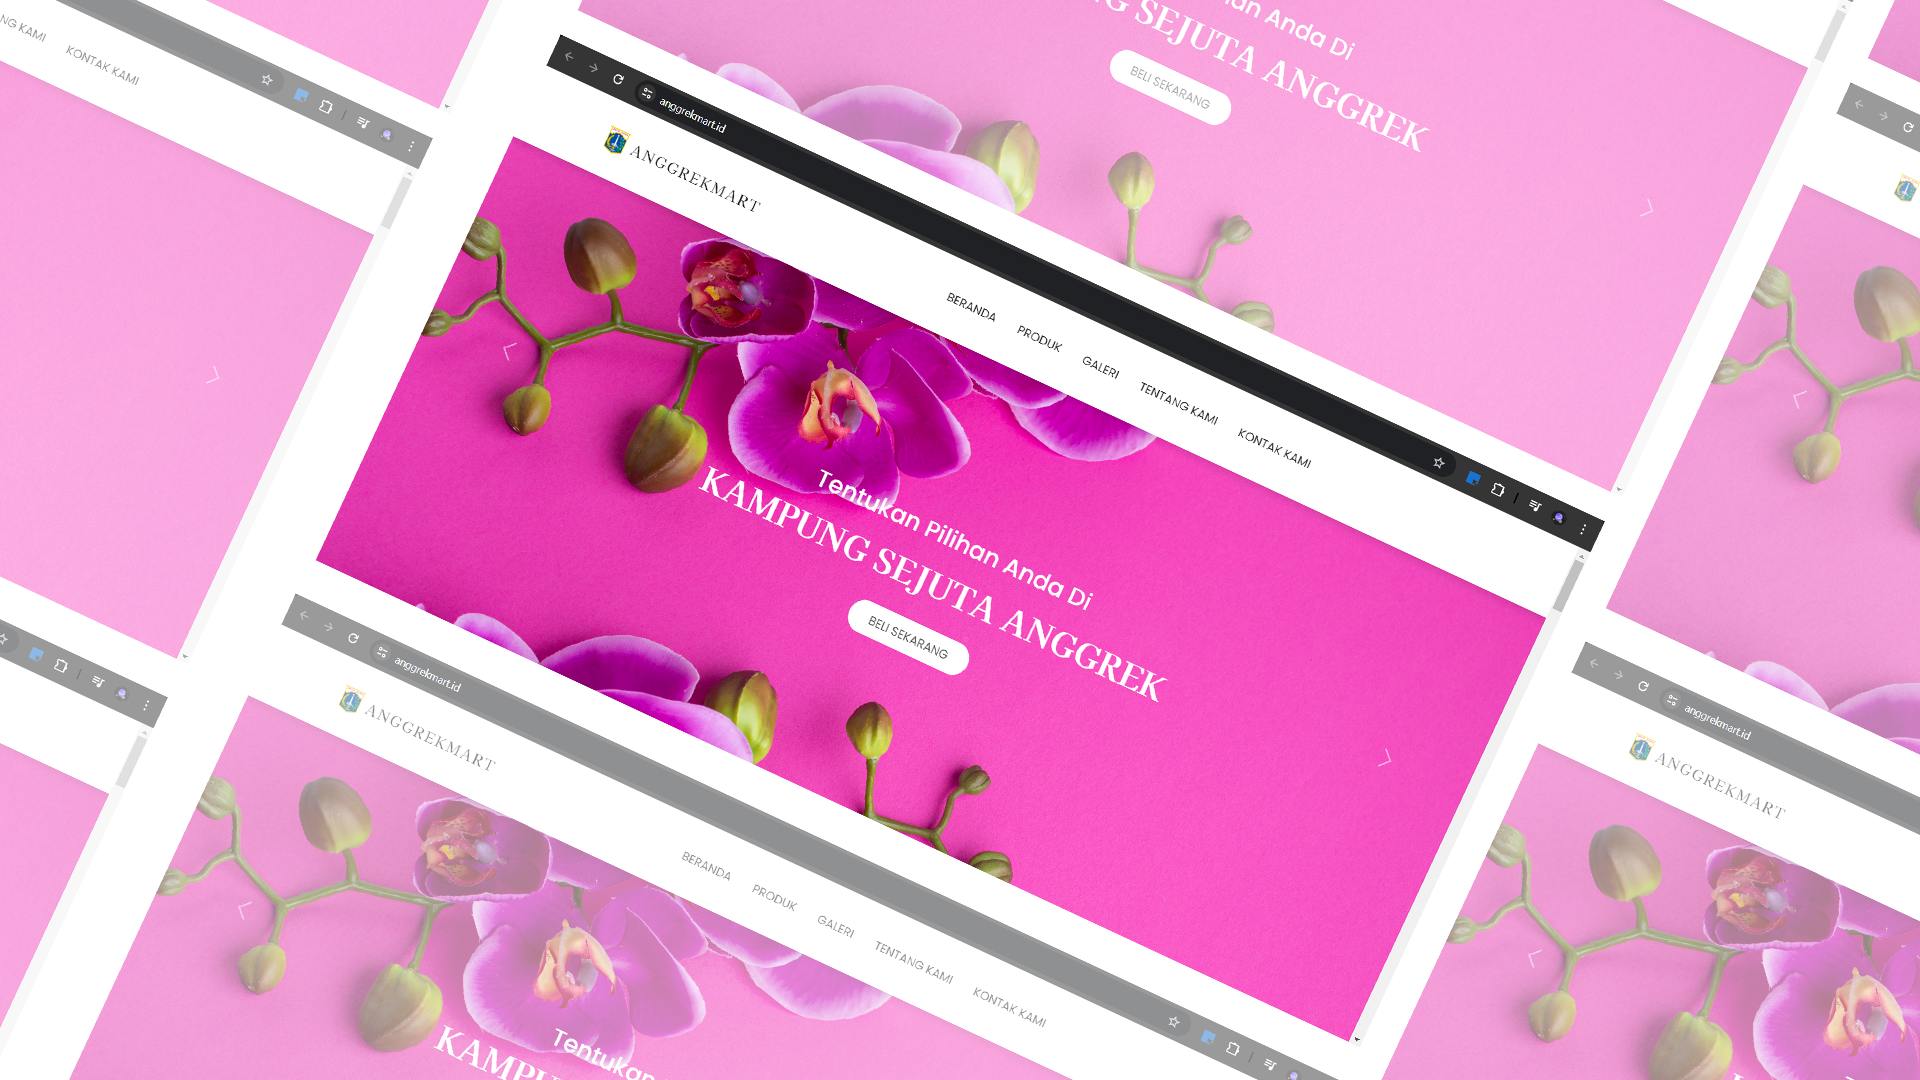 NG KAMI
KONTAK KAMI
an Anda Di
G SEJUTA ANGGREK
BELI SEKARANG
anggrekmart.id
ANGGREKMART
BERANDA
PRODUK
GALERI
TENTANG KAMI
KONTAK KAMI
Tentukan Pilihan Anda Di
KAMPUNG SEJUTA ANGGREK
BELI SEKARANG
anggrekmart.id
ANGGREKMART
BERANDA
PRODUK
GALERI
TENTANG KAMI
KONTAK KAMI
Tentukan
KAMPU
anggrekmart.id
ANGGREKMART